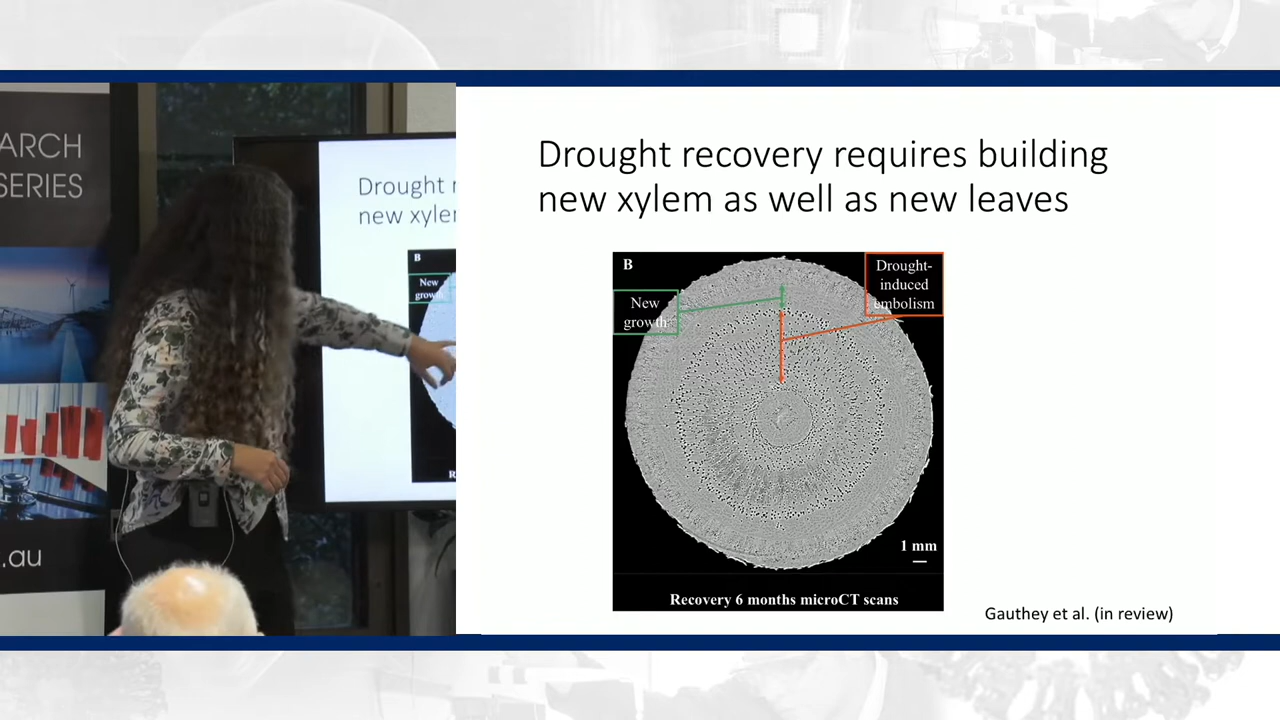 ARCH
SERIES
.au
Drought
new xyle
B
New
growth
Drought recovery requires building
new xylem as well as new leaves
B
New
growth
Drought-
induced
embolism
1 mm
Recovery 6 months microCT scans
Gauthey et al. (in review)